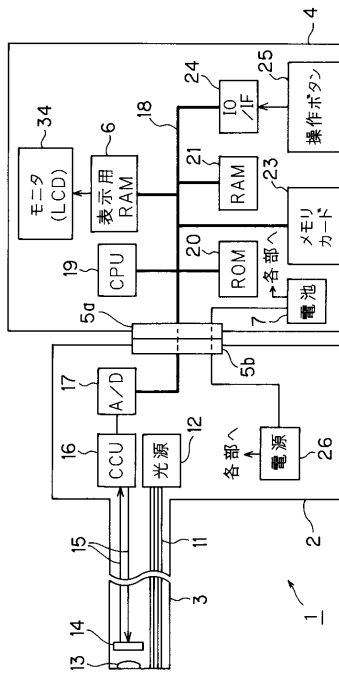 4
34
モニタ
(LCD)
6
表示用
RAM
18
24
IO
/IF
25
操作ボタン
19
CPU
21
RAM
23
メモリ
カード
20
ROM
各部へ
7
電池
5a
5b
17
A/D
16
CCU
12
光源
各部へ
電源
26
15
11
2
14
13
3
1